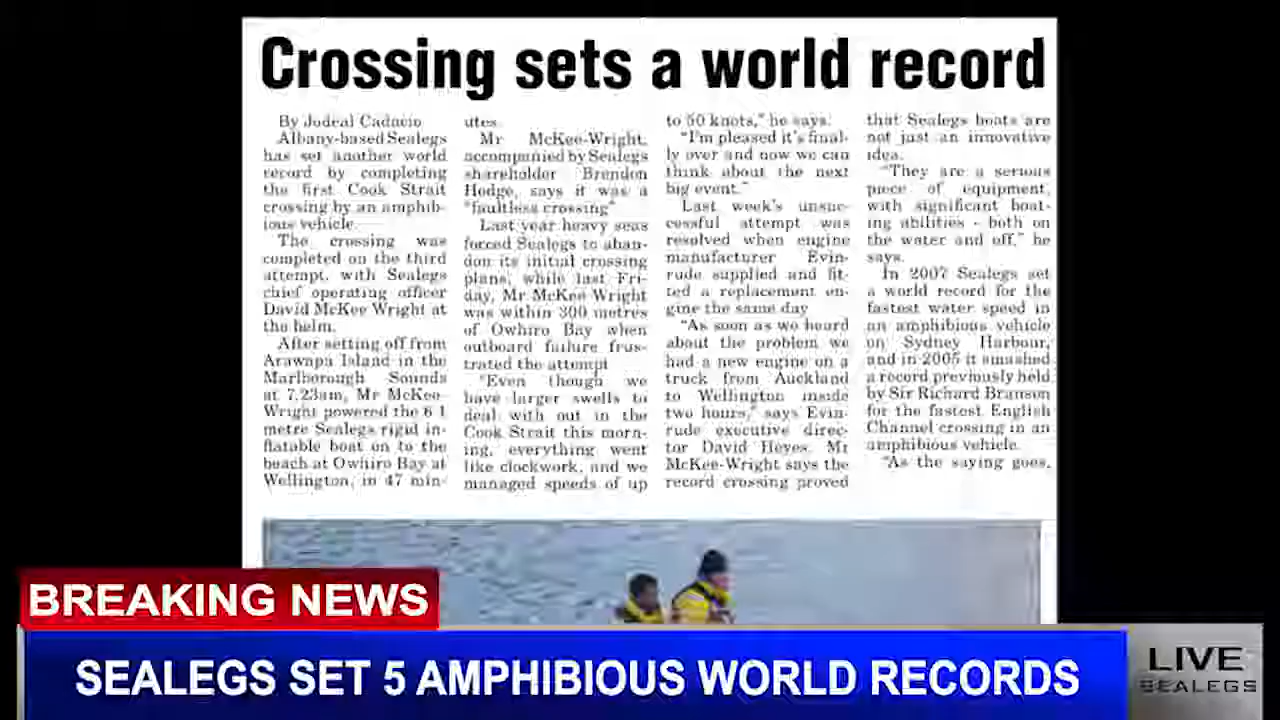 Crossing sets a world record
By Jodeal Cadacio
Albany-based Sealegs
has set another world
record by completing
the first Cook Strait
crossing by an amphib-
ious vehicle.
The crossing was
completed on the third
attempt, with Sealegs
chief operating officer
David McKee Wright at
the helm.
After setting off from
Arawapa Island in the
Marlborough Sounds
at 7.23am, Mr McKee-
Wright powered the 6.1
metre Sealegs rigid in-
flatable boat on to the
beach at Owhiro Bay at
Wellington, in 47 min-
utes.
Mr McKee-Wright,
accompanied by Sealegs
shareholder Brendon
Hodge, says it was a
"faultless crossing"
Last year heavy seas
forced Sealegs to aban-
don its initial crossing
plans, while last Fri-
day, Mr McKee Wright
was within 300 metres
of Owhiro Bay when
outboard failure frus-
trated the attempt
"Even though we
have larger swells to
deal with out in the
Cook Strait this morn-
ing, everything went
like clockwork, and we
managed speeds of up
to 50 knots," he says.
"I'm pleased it's final-
ly over and now we can
think about the next
big event."
Last week's unsuc-
cessful attempt was
resolved when engine
manufacturer Evin-
rude supplied and fit-
ted a replacement en-
gine the same day
"As soon as we heard
about the problem we
had a new engine on a
truck from Auckland
to Wellington inside
two hours," says Evin-
rude executive direc-
tor David Heyes. Mr
McKee-Wright says the
record crossing proved
that Sealegs boats are
not just an innovative
idea.
"They are a serious
piece of equipment,
with significant boat-
ing abilities - both on
the water and off," he
says.
In 2007 Sealegs set
a world record for the
fastest water speed in
an amphibious vehicle
on Sydney Harbour,
and in 2005 it smashed
a record previously held
by Sir Richard Branson
for the fastest English
Channel crossing in an
amphibious vehicle.
"As the saying goes,
BREAKING NEWS
SEALEGS SET 5 AMPHIBIOUS WORLD RECORDS
LIVE
SEALEGS